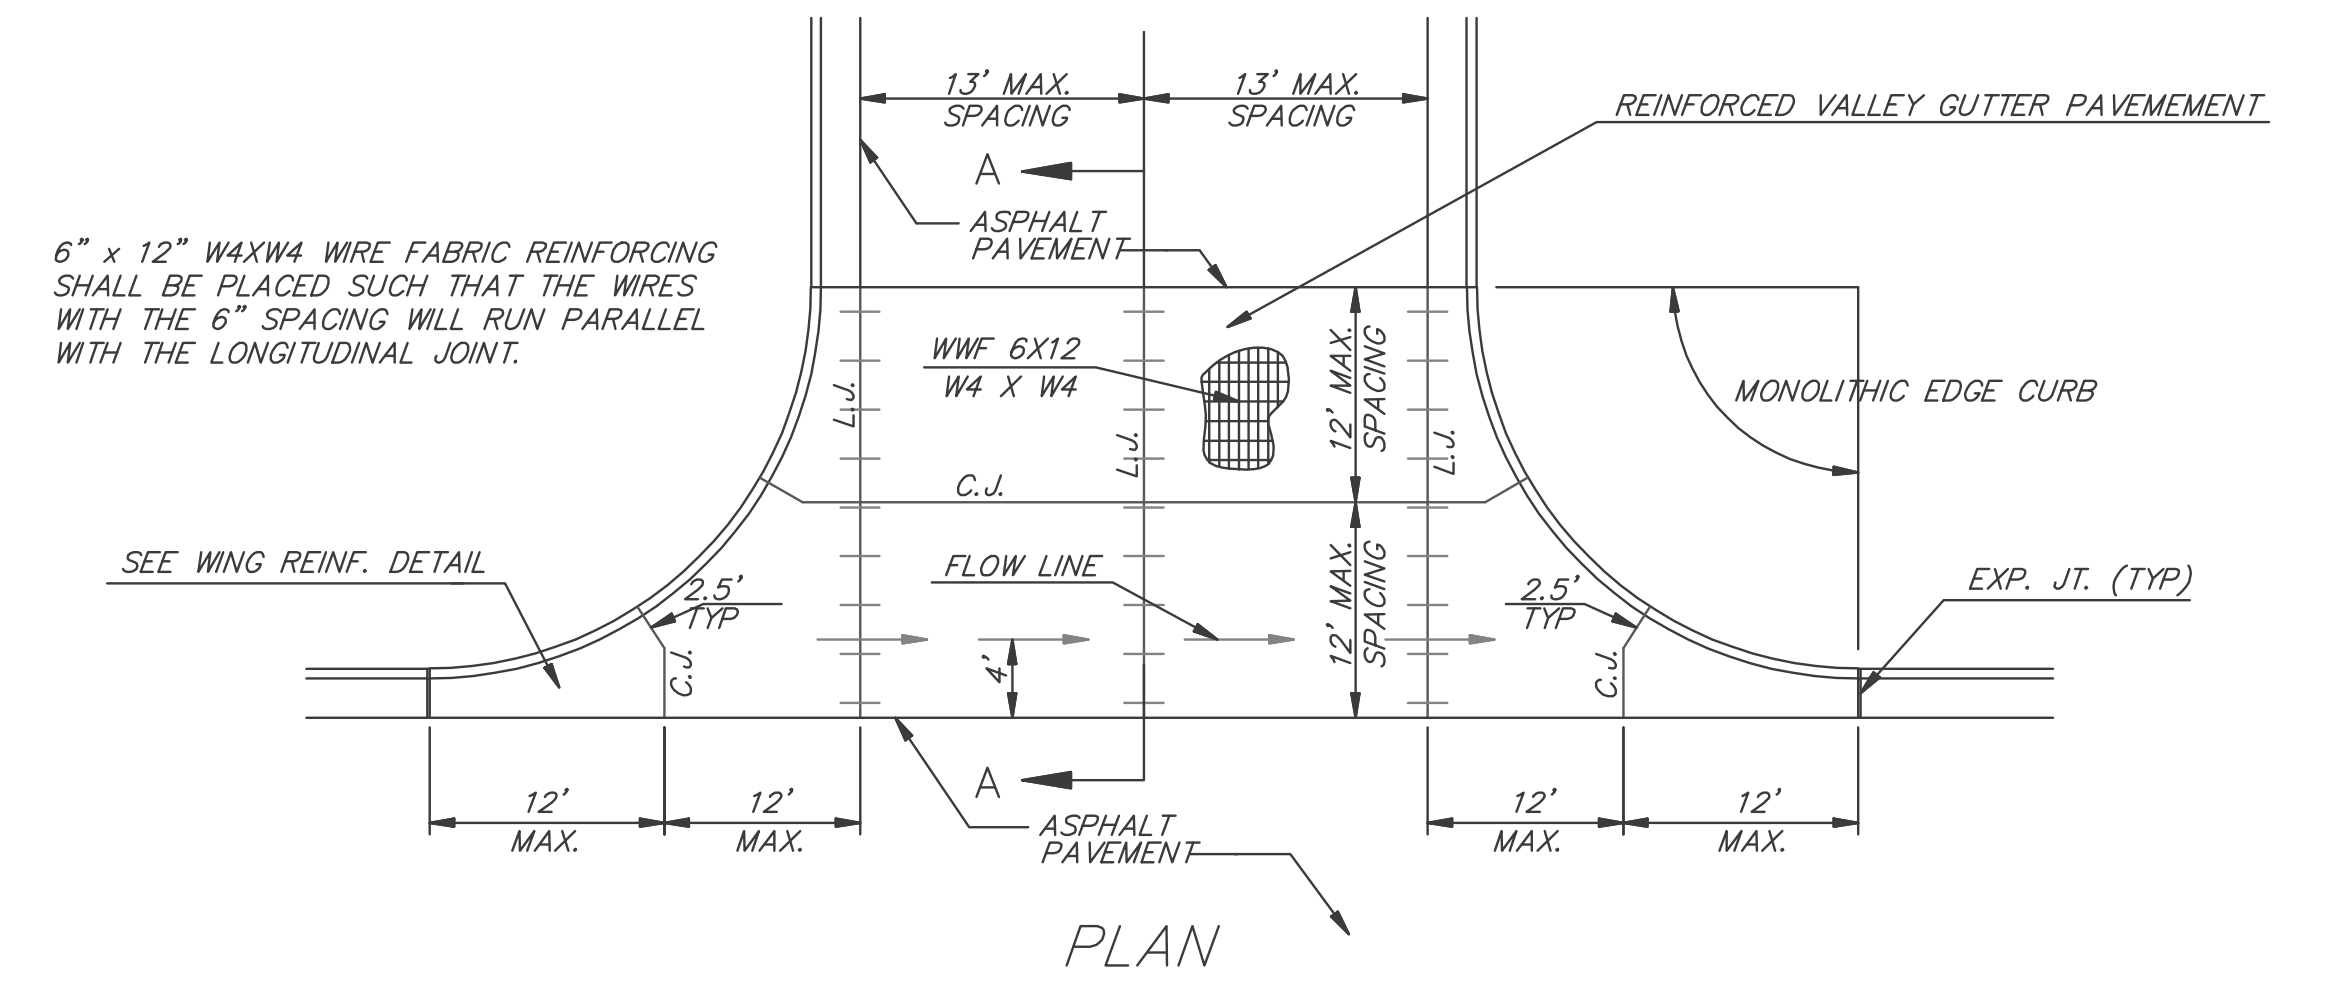 13' MAX.
SPACING
13' MAX.
SPACING
REINFORCED VALLEY GUTTER PAVEMEMENT
A
ASPHALT
PAVEMENT
6" x 12" W4XW4 WIRE FABRIC REINFORCING
SHALL BE PLACED SUCH THAT THE WIRES
WITH THE 6" SPACING WILL RUN PARALLEL
WITH THE LONGITUDINAL JOINT.
WWF 6X12
W4 X W4
12' MAX.
SPACING
MONOLITHIC EDGE CURB
L.J.
L.J.
L.J.
C.J.
SEE WING REINF. DETAIL
FLOW LINE
2.5'
TYP
2.5'
TYP
EXP. JT. (TYP)
12' MAX.
SPACING
C.J.
4'
C.J.
A
12'
MAX.
12'
MAX.
12'
MAX.
12'
MAX.
ASPHALT
PAVEMENT
PLAN